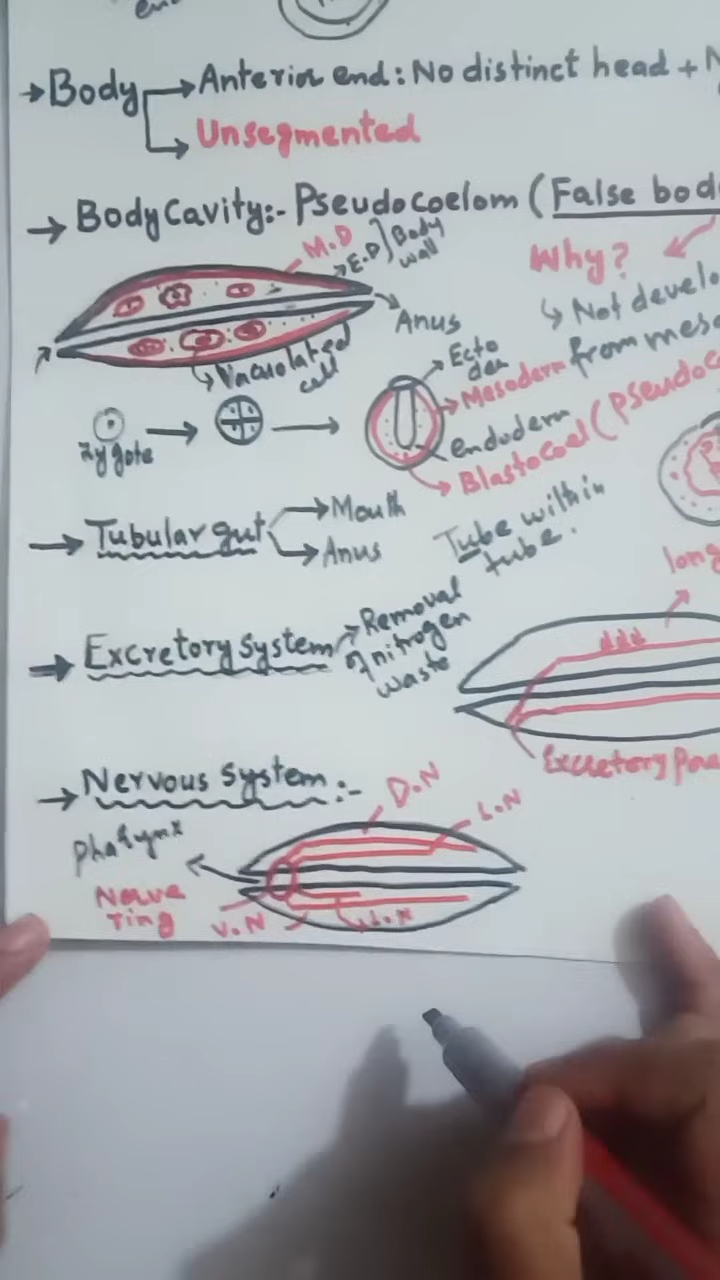 → Body → Anterior end: No distinct head + N
→ Unsegmented
→ Body Cavity:- Pseudocoelom (False bod
M.D
→ E.D} Body wall
Why?
↳ Not develo
from meso
Anus
Vacuolated cell
Ecto der
Mesoderm
endoderm
Blastocoel (Pseudoco
Zygote
→ Tubular gut → Mouth
→ Anus
Tube within
tube.
long
→ Excretory System → Removal
of nitrogen
waste
Excretory Por
→ Nervous System:-
D.N
L.N
Pharynx
Nerve
ring
V.N
L.N